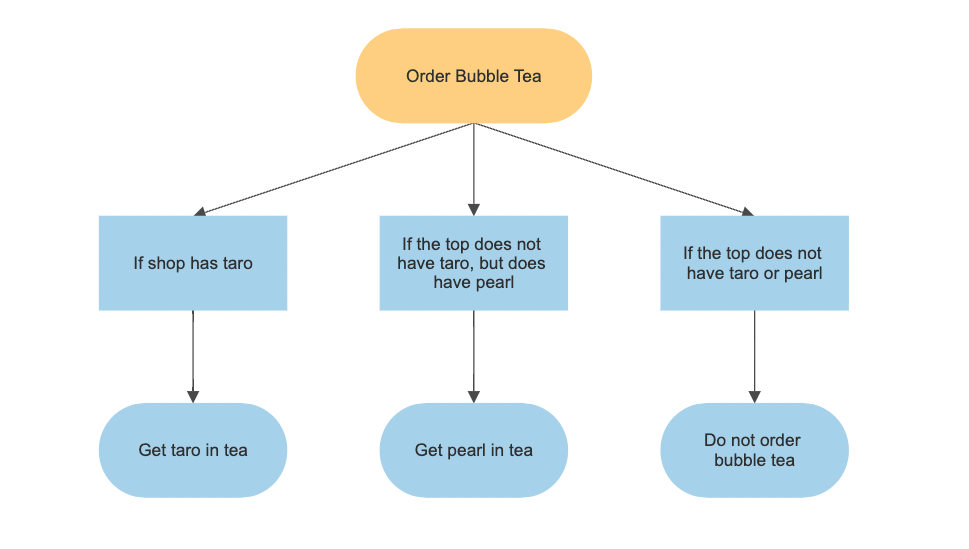 Order Bubble Tea
If shop has taro
If the top does not
have taro, but does
have pearl
If the top does not
have taro or pearl
Get taro in tea
Get pearl in tea
Do not order
bubble tea